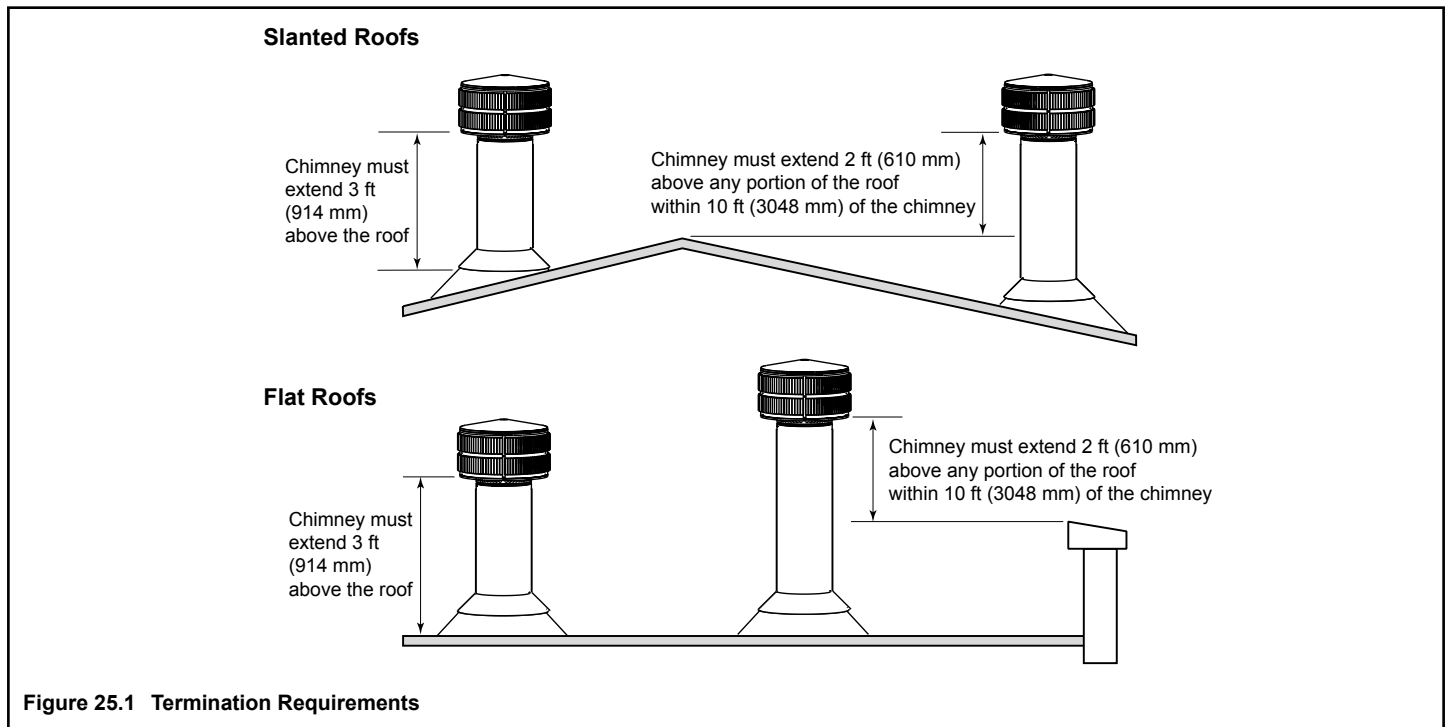 Slanted Roofs
Chimney must
extend 3 ft
(914 mm)
above the roof
Chimney must extend 2 ft (610 mm)
above any portion of the roof
within 10 ft (3048 mm) of the chimney
Flat Roofs
Chimney must
extend 3 ft
(914 mm)
above the roof
Chimney must extend 2 ft (610 mm)
above any portion of the roof
within 10 ft (3048 mm) of the chimney
Figure 25.1 Termination Requirements